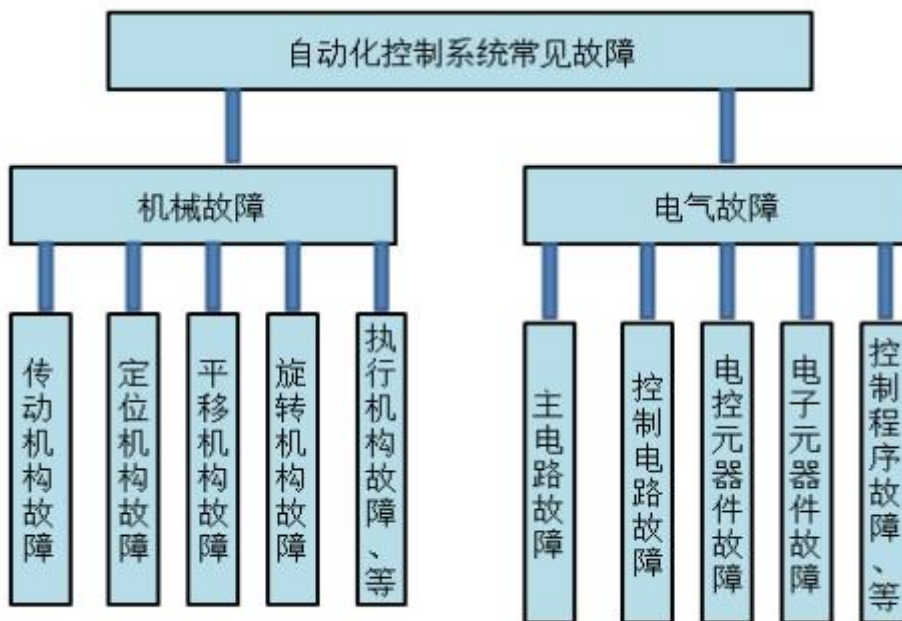 自动化控制系统常见故障
机械故障
电气故障
传动机构故障
定位机构故障
平移机构故障
旋转机构故障
执行机构故障、等
主电路故障
控制电路故障
电控元器件故障
电子元器件故障
控制程序故障、等